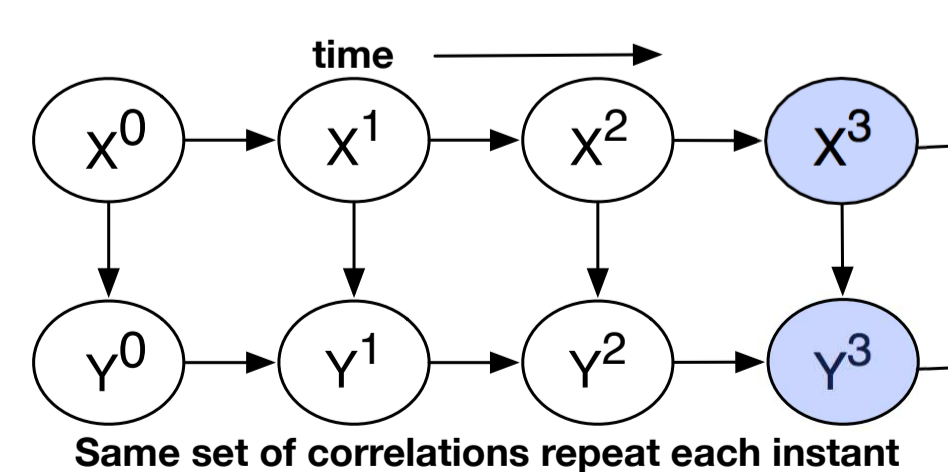 time
X⁰ X¹ X² X³
Y⁰ Y¹ Y² Y³
Same set of correlations repeat each instant